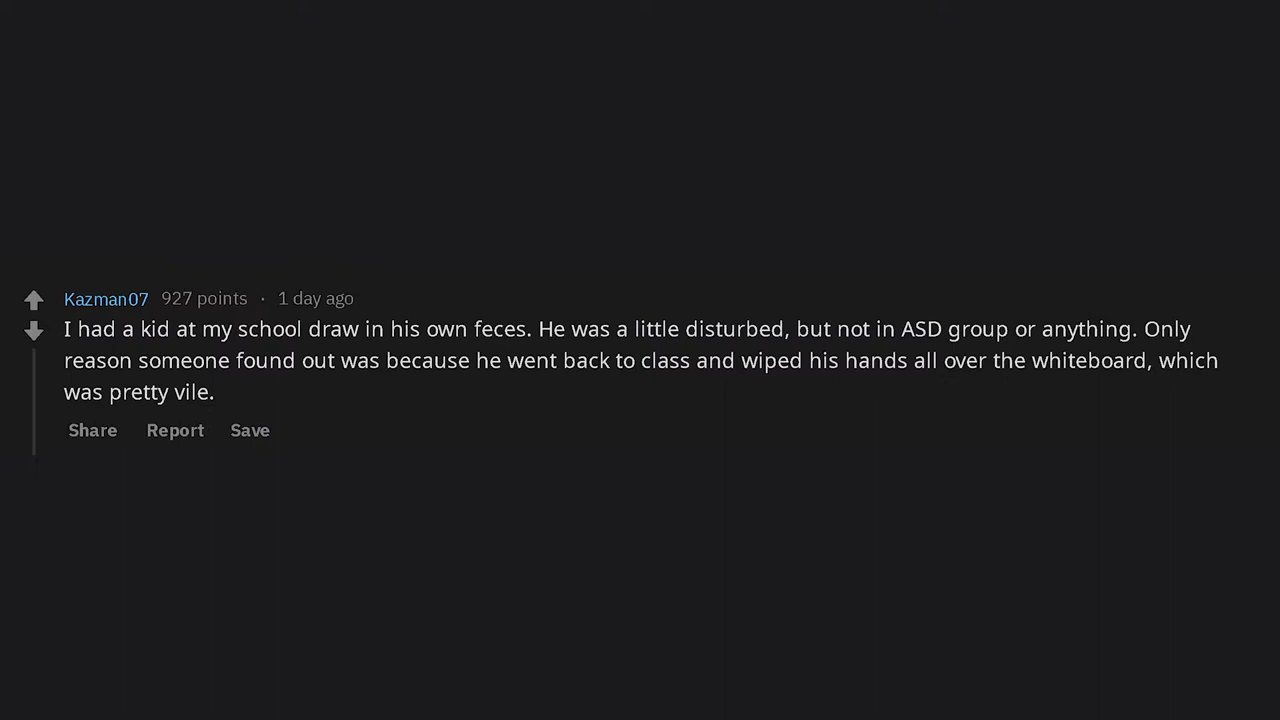 Kazman07 927 points · 1 day ago
I had a kid at my school draw in his own feces. He was a little disturbed, but not in ASD group or anything. Only
reason someone found out was because he went back to class and wiped his hands all over the whiteboard, which
was pretty vile.
Share Report Save